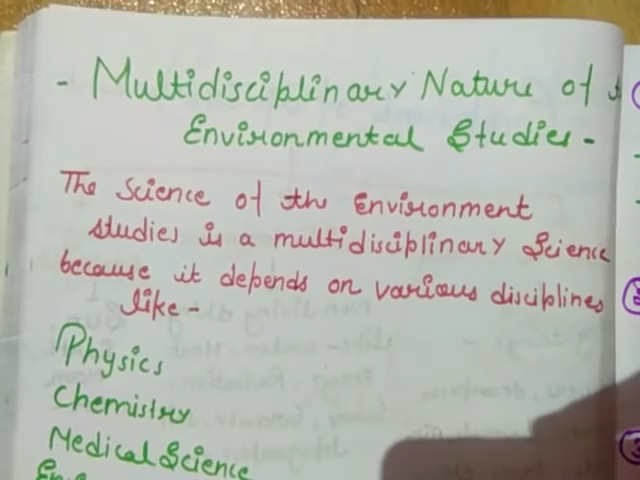 - Multidisciplinary Nature of
Environmental Studies -
The Science of the Environment
studies is a multidisciplinary Science
because it depends on various disciplines
like -
Physics
Chemistry
Medical Science